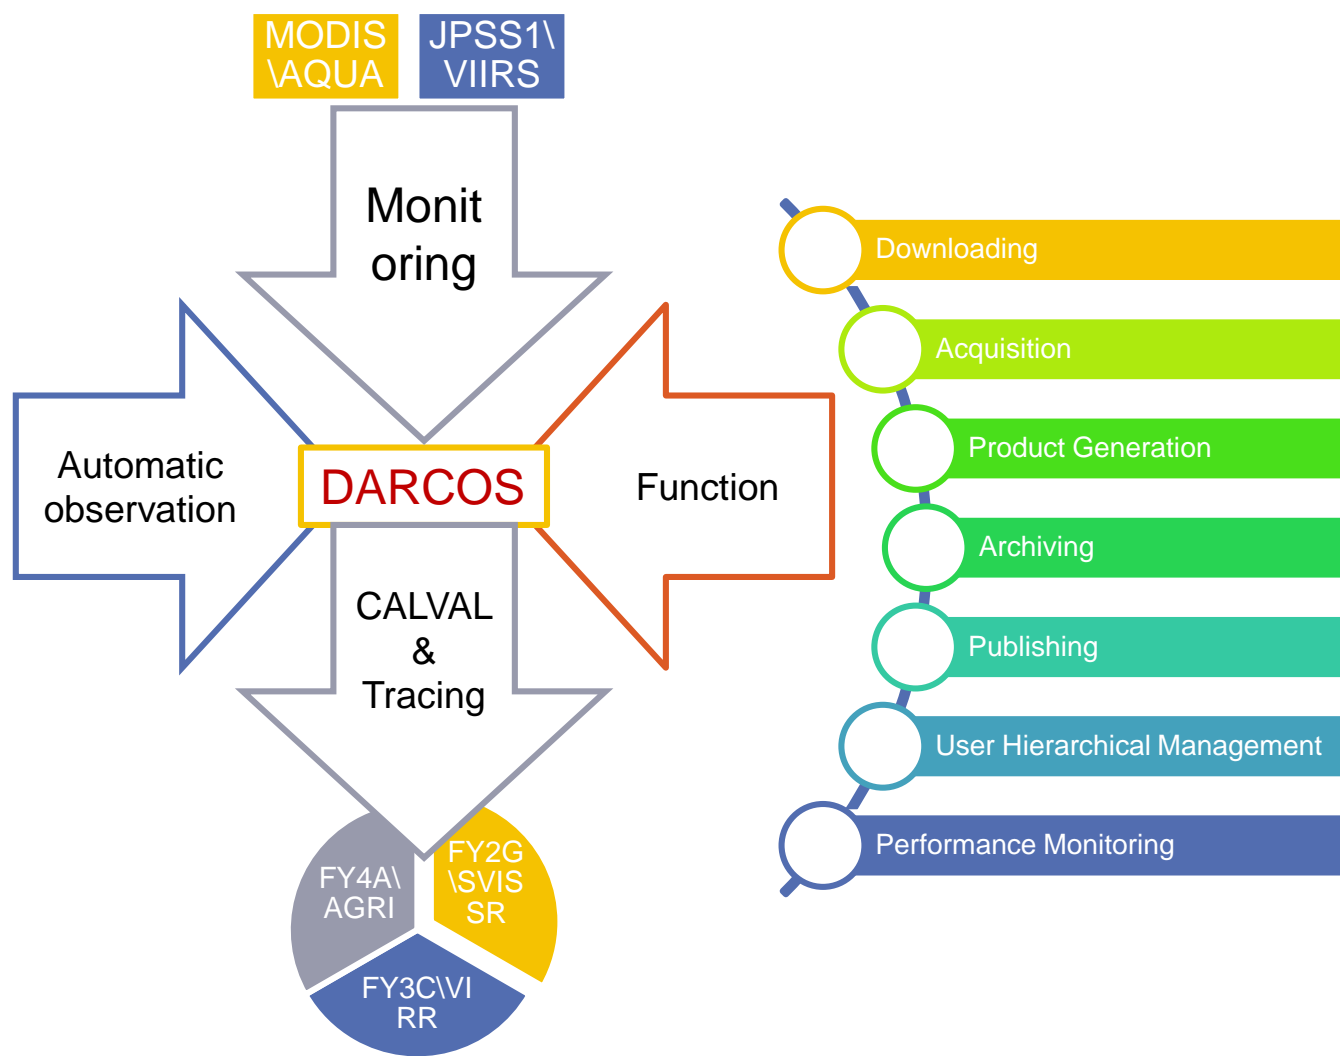 MODIS
\AQUA
JPSS1\
VIIRS
Monit
oring
Automatic
observation
DARCOS
Function
CALVAL
&
Tracing
FY4A\
AGRI
FY2G
\SVIS
SR
FY3C\VI
RR
Downloading
Acquisition
Product Generation
Archiving
Publishing
User Hierarchical Management
Performance Monitoring